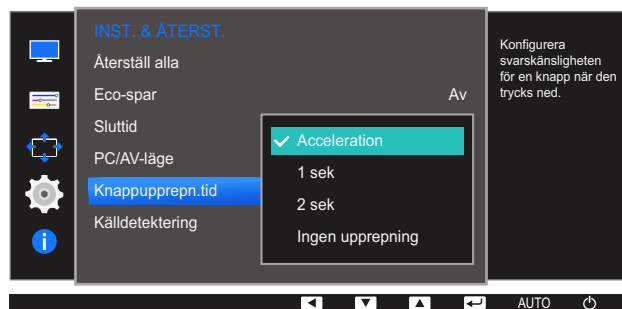 INST. & ÅTERST.
Återställ alla
Eco-spar Av
Sluttid
PC/AV-läge
Knappupprepn.tid
Källdetektering
Acceleration
1 sek
2 sek
Ingen upprepning
Konfigurera
svarskänsligheten
för en knapp när den
trycks ned.
AUTO